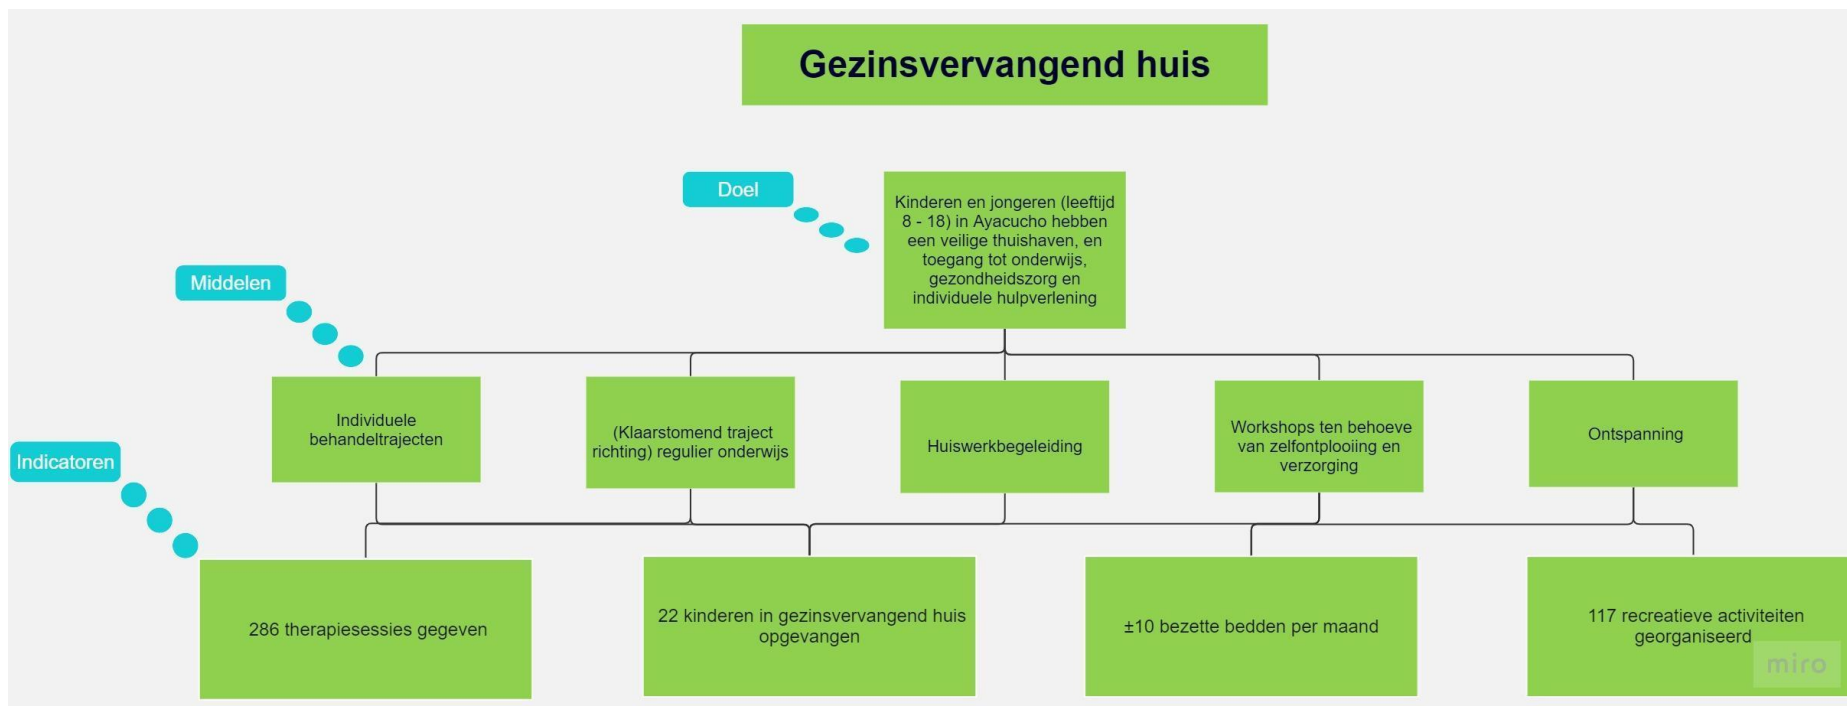 Gezinsvervangend huis
Doel
Kinderen en jongeren (leeftijd
8 - 18) in Ayacucho hebben
een veilige thuishaven, en
toegang tot onderwijs,
gezondheidszorg en
individuele hulpverlening
Middelen
Individuele
behandeltrajecten
(Klaarstomend traject
richting) regulier onderwijs
Huiswerkbegeleiding
Workshops ten behoeve
van zelfontplooiing en
verzorging
Ontspanning
Indicatoren
286 therapiesessies gegeven
22 kinderen in gezinsvervangend huis
opgevangen
±10 bezette bedden per maand
117 recreatieve activiteiten
georganiseerd
miro